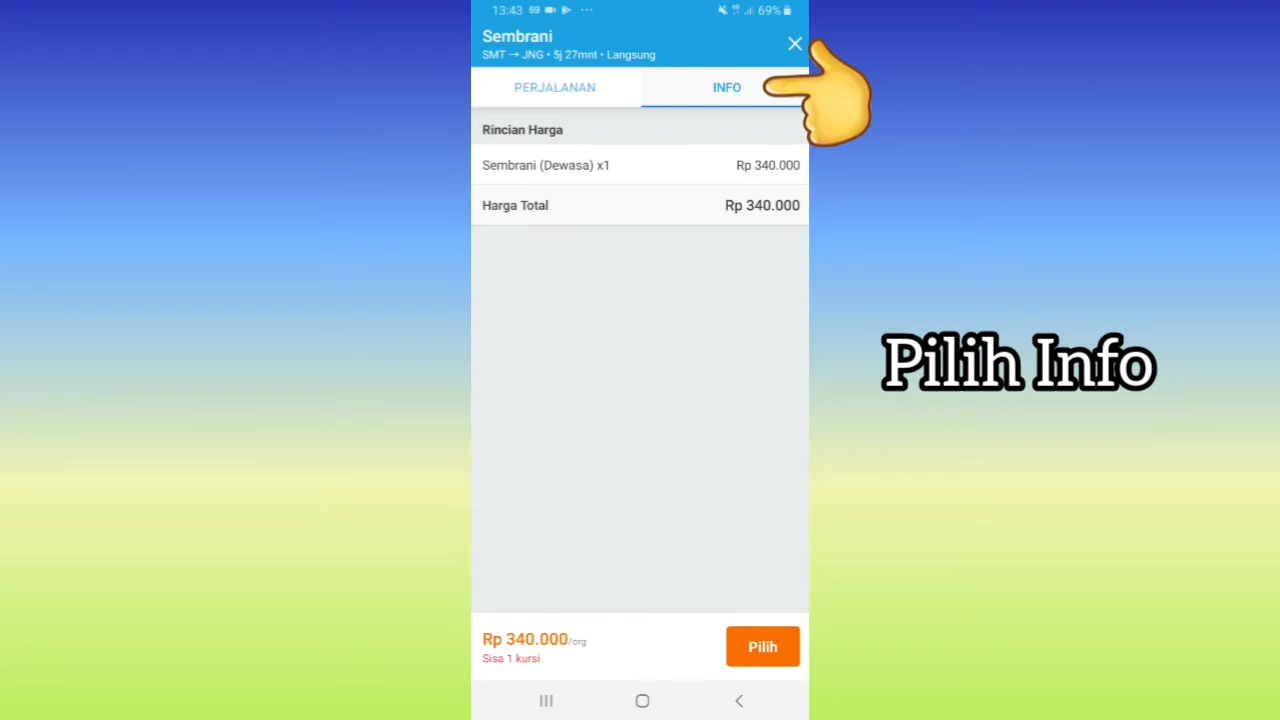 13:43 69 69%
Sembrani
SMT → JNG • 5j 27mnt • Langsung
PERJALANAN INFO
Rincian Harga
Sembrani (Dewasa) x1 Rp 340.000
Harga Total Rp 340.000
Pilih Info
Rp 340.000/org
Sisa 1 kursi
Pilih